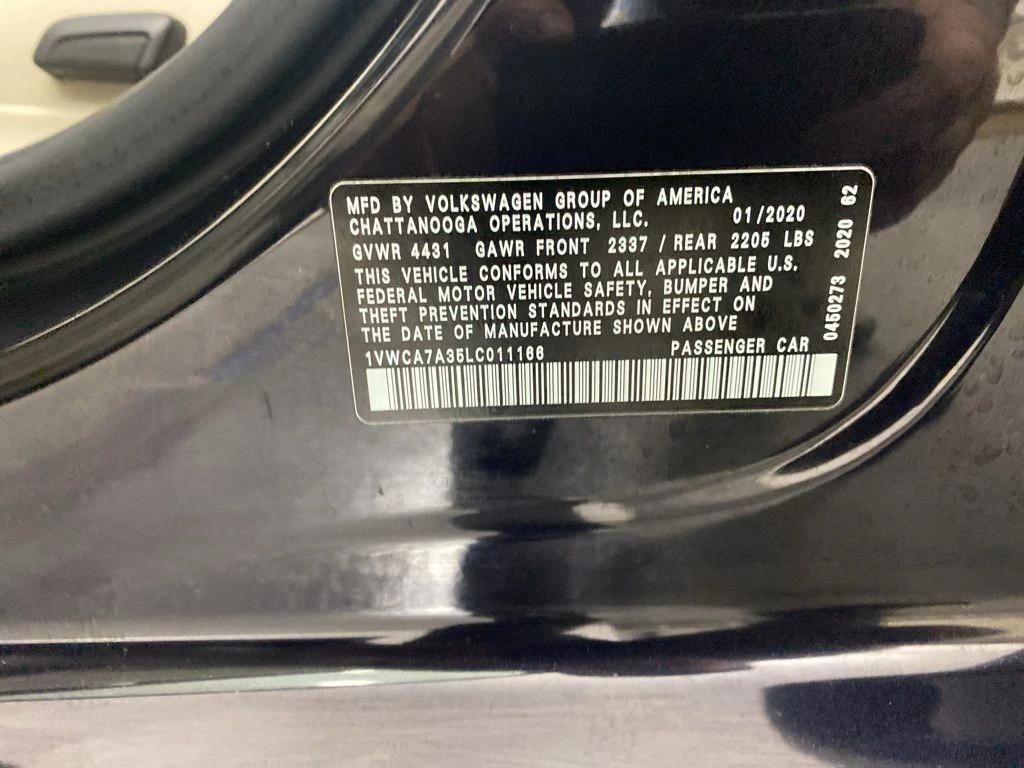 MFD BY VOLKSWAGEN GROUP OF AMERICA
CHATTANOOGA OPERATIONS, LLC. 01/2020
GVWR 4431 GAWR FRONT 2337 / REAR 2205 LBS
THIS VEHICLE CONFORMS TO ALL APPLICABLE U.S.
FEDERAL MOTOR VEHICLE SAFETY, BUMPER AND
THEFT PREVENTION STANDARDS IN EFFECT ON
THE DATE OF MANUFACTURE SHOWN ABOVE
1VWCA7A35LC011166 PASSENGER CAR
0450273 2020 62